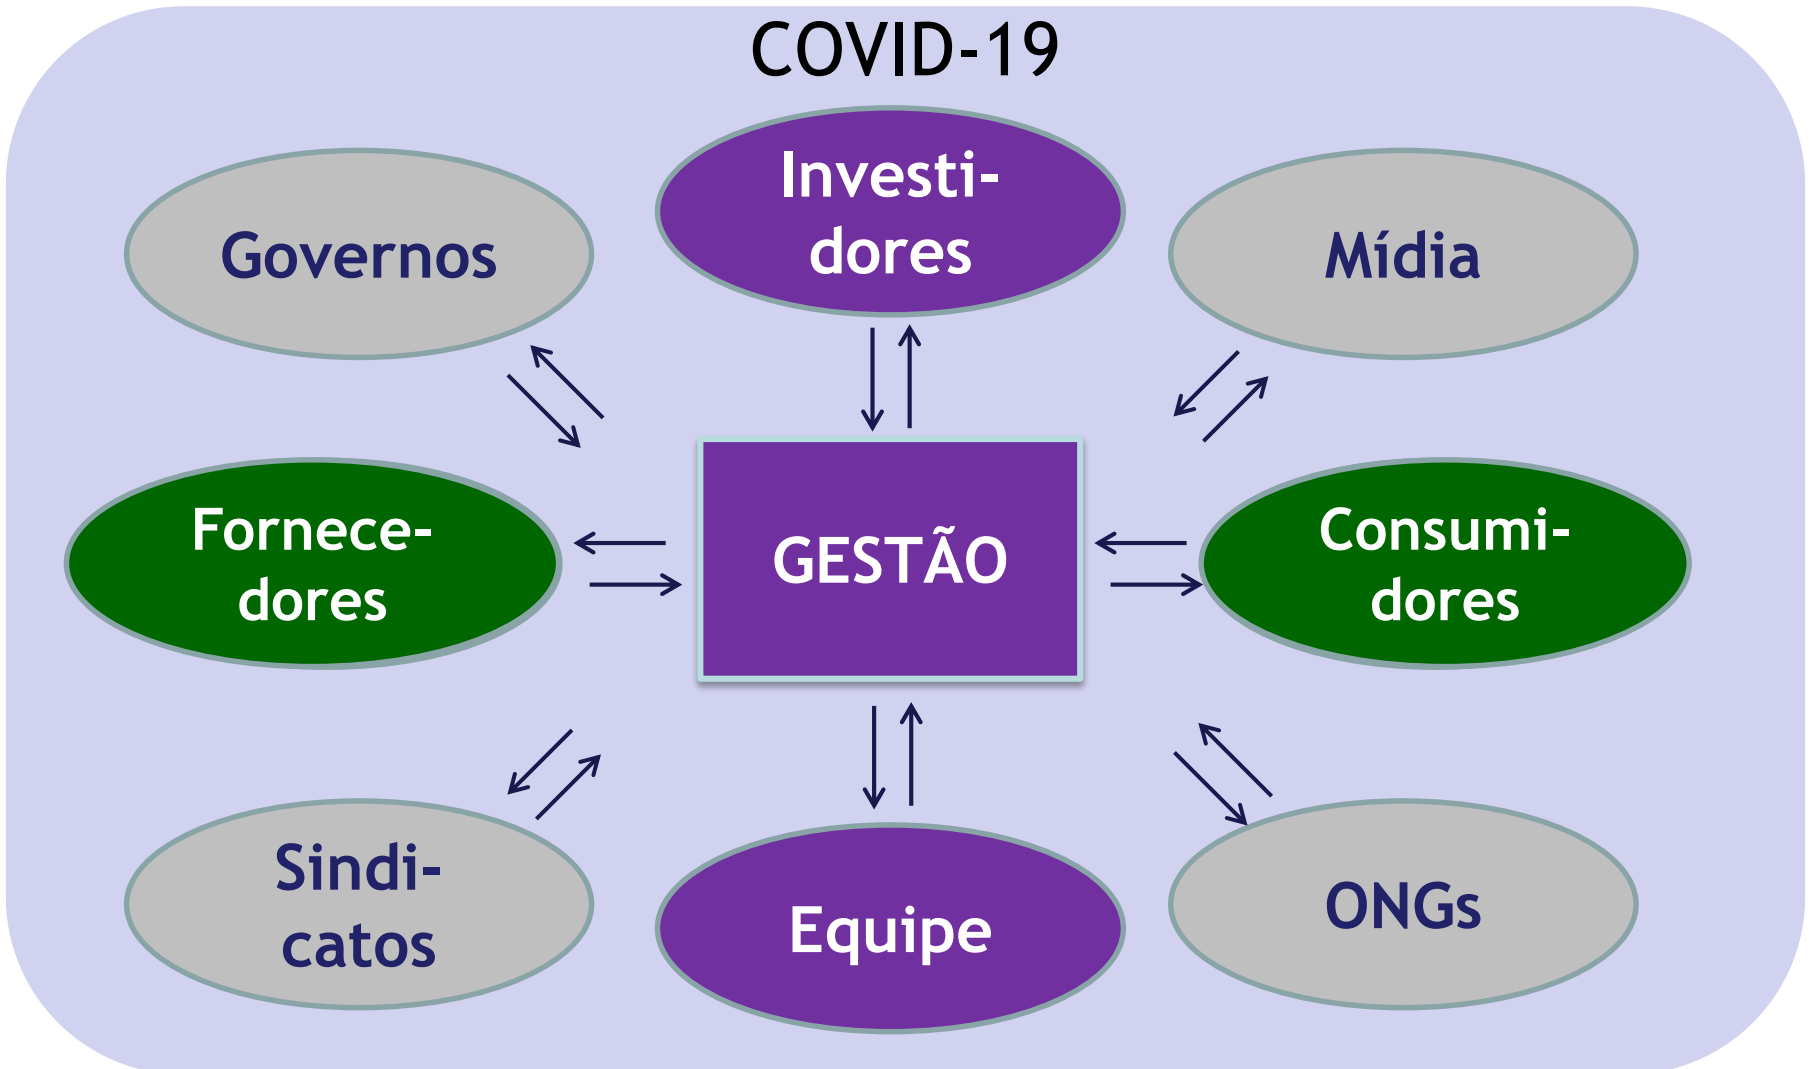 COVID-19
Governos
Investi-
dores
Mídia
Fornece-
dores
GESTÃO
Consumi-
dores
Sindi-
catos
Equipe
ONGs